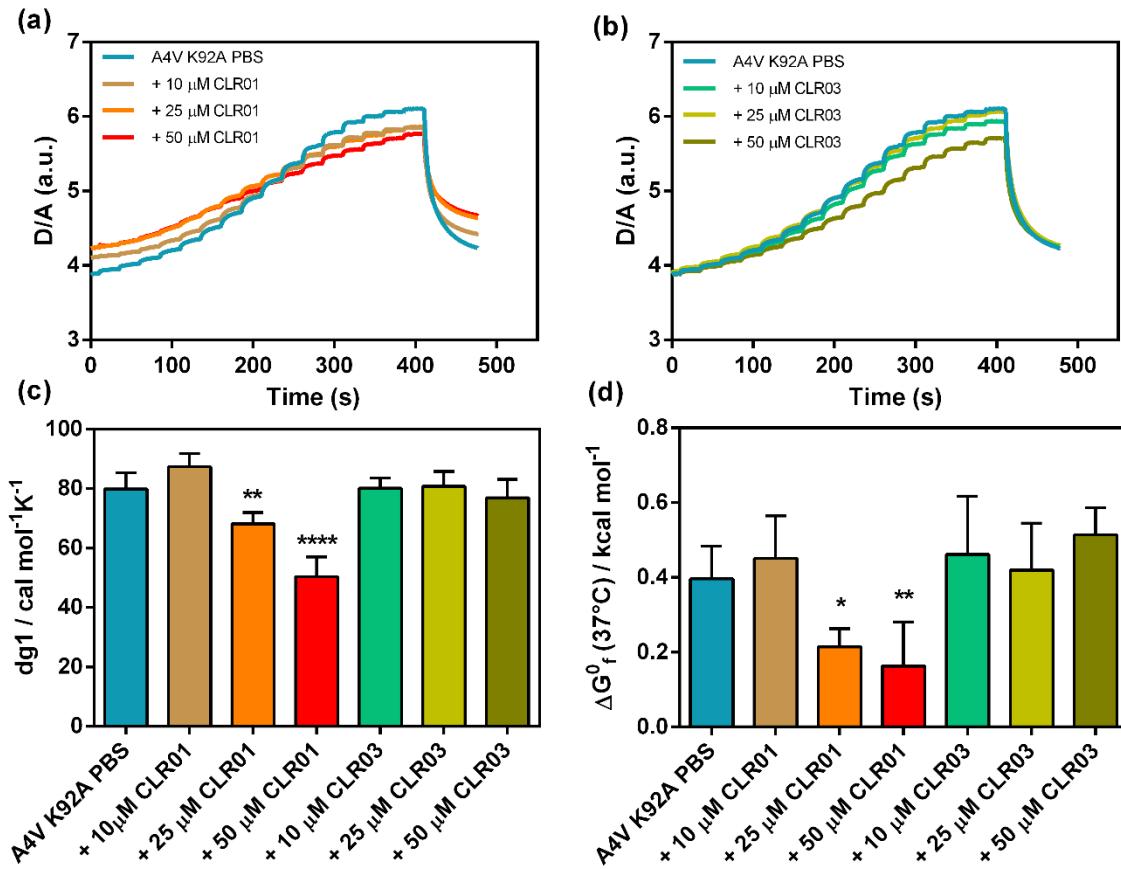 (a)
7
6
5
4
3
D/A (a.u.)
A4V K92A PBS
+ 10 μM CLR01
+ 25 μM CLR01
+ 50 μM CLR01
0 100 200 300 400 500
Time (s)
(b)
7
6
5
4
3
D/A (a.u.)
A4V K92A PBS
+ 10 μM CLR03
+ 25 μM CLR03
+ 50 μM CLR03
0 100 200 300 400 500
Time (s)
(c)
100
80
60
40
20
0
dg1 / cal mol⁻¹K⁻¹
**
****
A4V K92A PBS
+ 10μM CLR01
+ 25 μM CLR01
+ 50 μM CLR01
+ 10 μM CLR03
+ 25 μM CLR03
+ 50 μM CLR03
(d)
0.8
0.6
0.4
0.2
0.0
ΔG⁰f (37°C) / kcal mol⁻¹
*
**
A4V K92A PBS
+ 10 μM CLR01
+ 25 μM CLR01
+ 50 μM CLR01
+ 10 μM CLR03
+ 25 μM CLR03
+ 50 μM CLR03